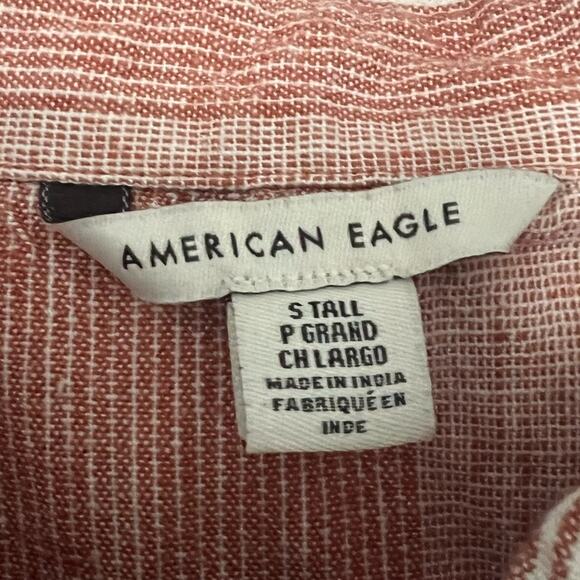 AMERICAN EAGLE
S TALL
P GRAND
CH LARGO
MADE IN INDIA
FABRIQUÉ EN
INDE